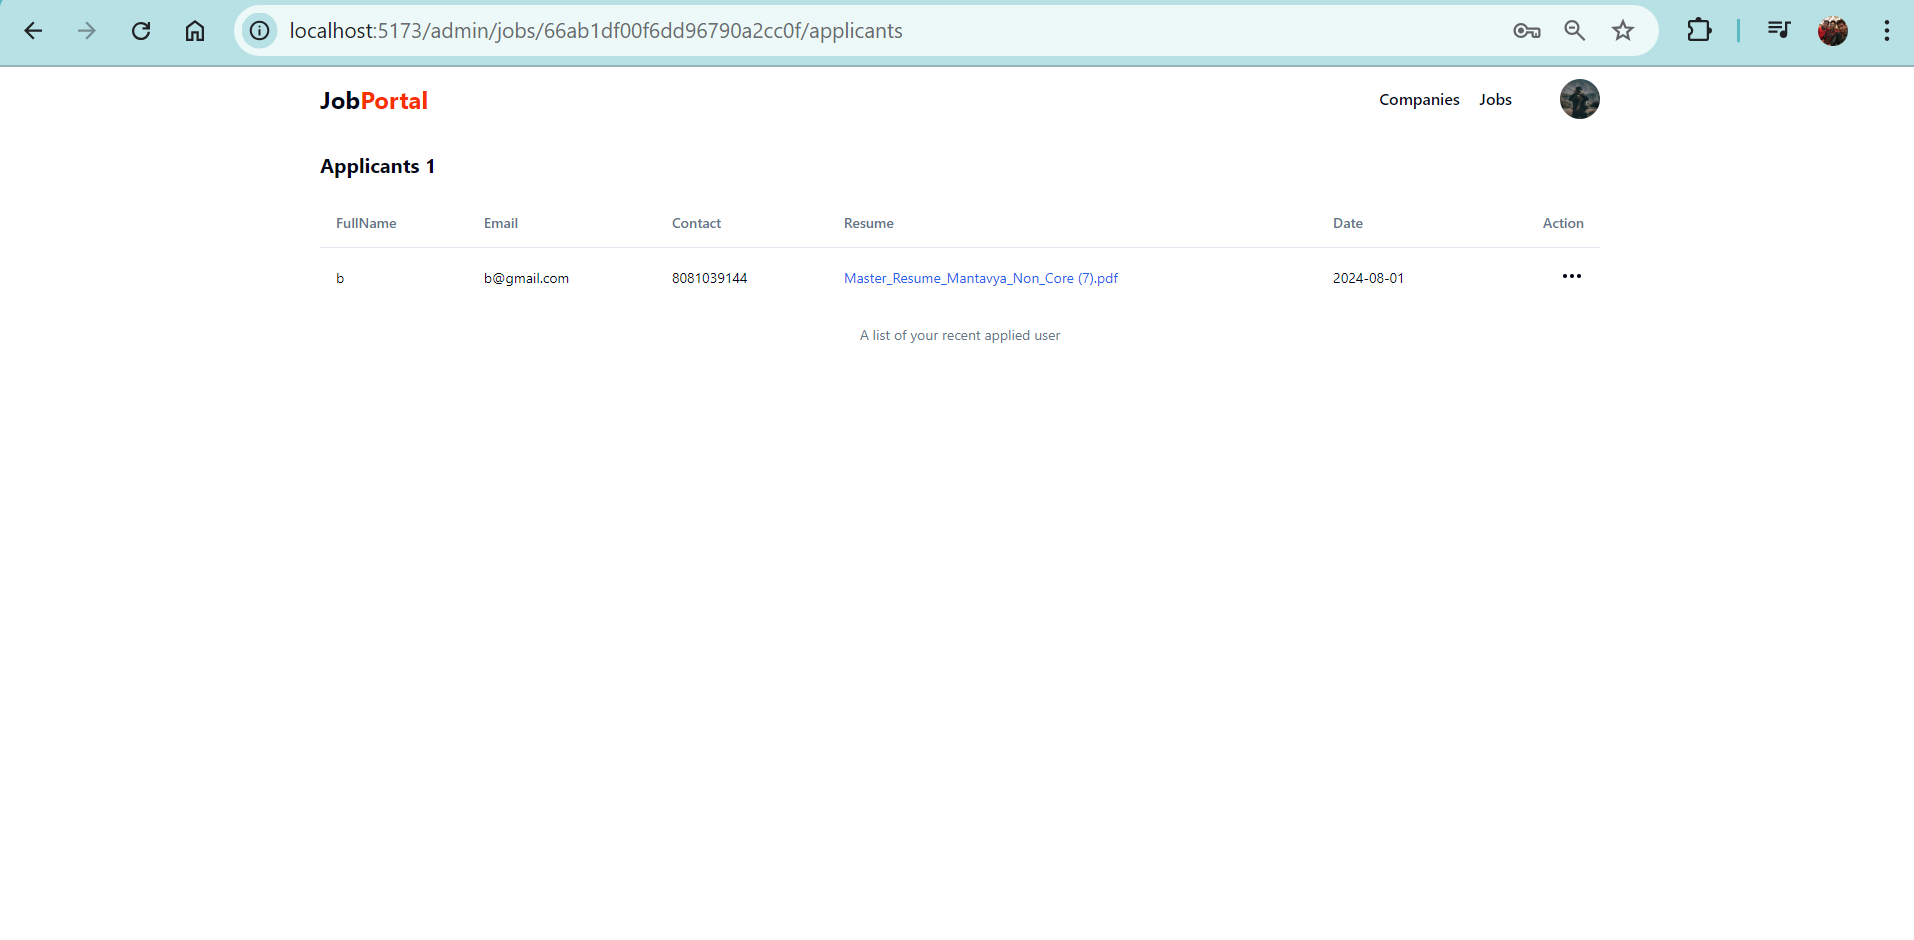 localhost:5173/admin/jobs/66ab1df00f6dd96790a2cc0f/applicants
JobPortal
Companies Jobs
Applicants 1
FullName Email Contact Resume Date Action
b b@gmail.com 8081039144 Master_Resume_Mantavya_Non_Core (7).pdf 2024-08-01
A list of your recent applied user